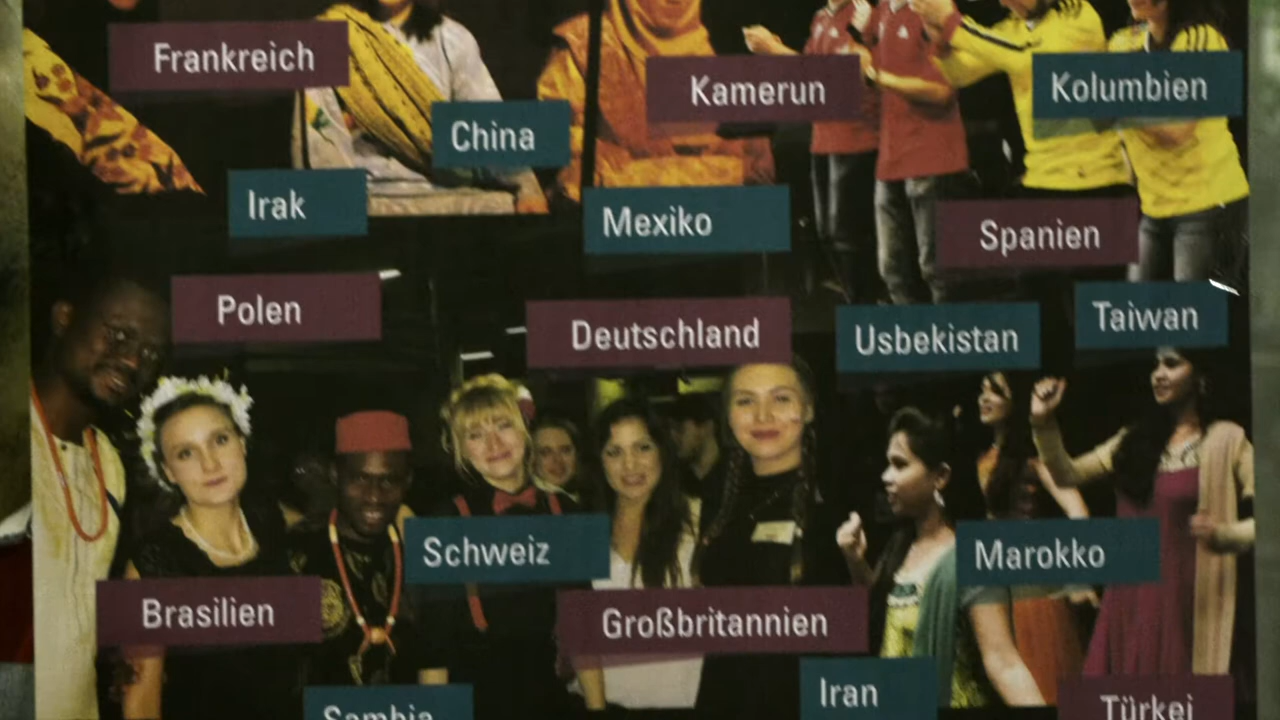 Frankreich
Kamerun
Kolumbien
China
Irak
Mexiko
Spanien
Polen
Deutschland
Usbekistan
Taiwan
Schweiz
Marokko
Brasilien
Großbritannien
Iran
Türkei